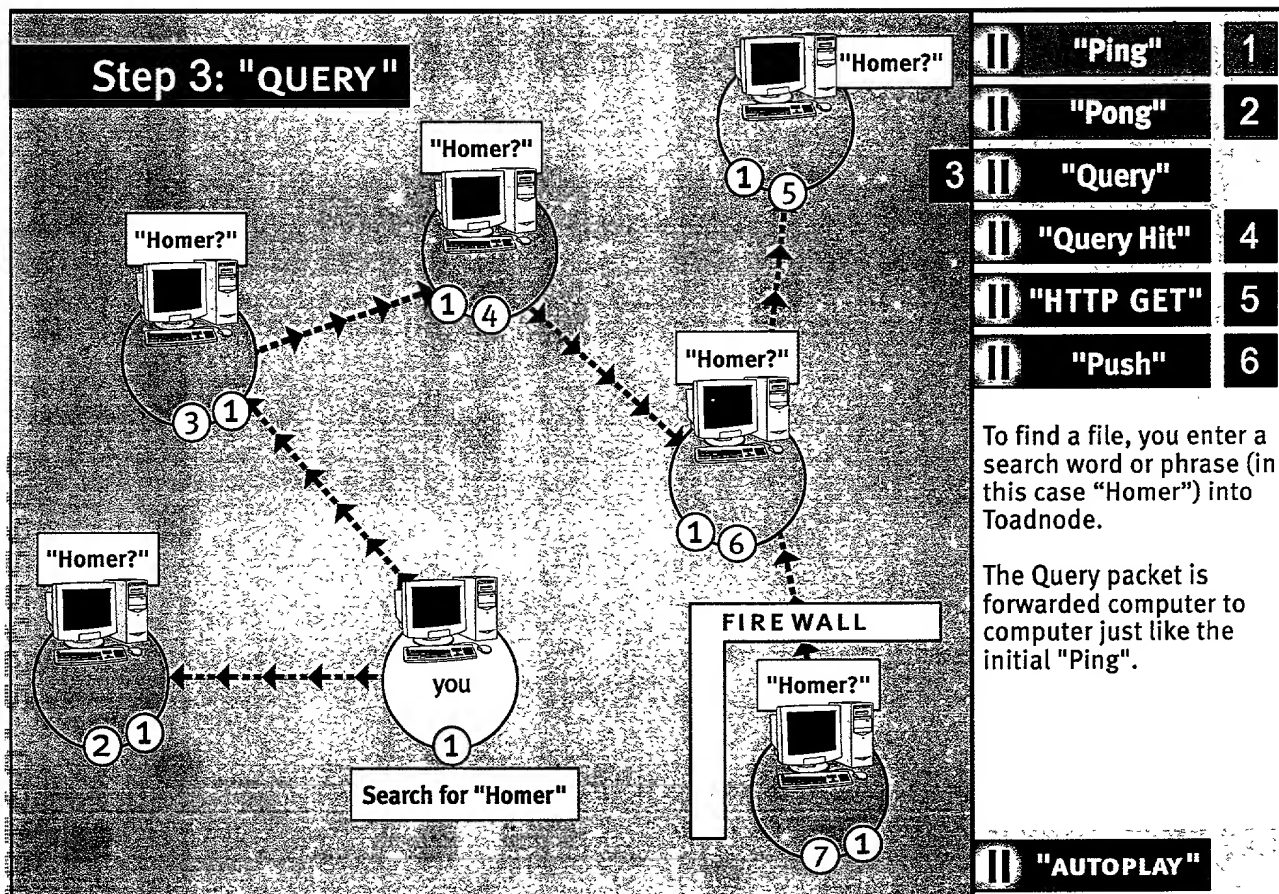 Step 3: "QUERY"
"Homer?"
"Homer?"
"Homer?"
"Homer?"
"Homer?"
"Homer?"
1
5
1
4
3
1
1
6
2
1
you
1
Search for "Homer"
FIREWALL
7
1
"Ping" 1
"Pong" 2
3 "Query"
"Query Hit" 4
"HTTP GET" 5
"Push" 6
To find a file, you enter a
search word or phrase (in
this case “Homer”) into
Toadnode.
The Query packet is
forwarded computer to
computer just like the
initial "Ping".
"AUTOPLAY"